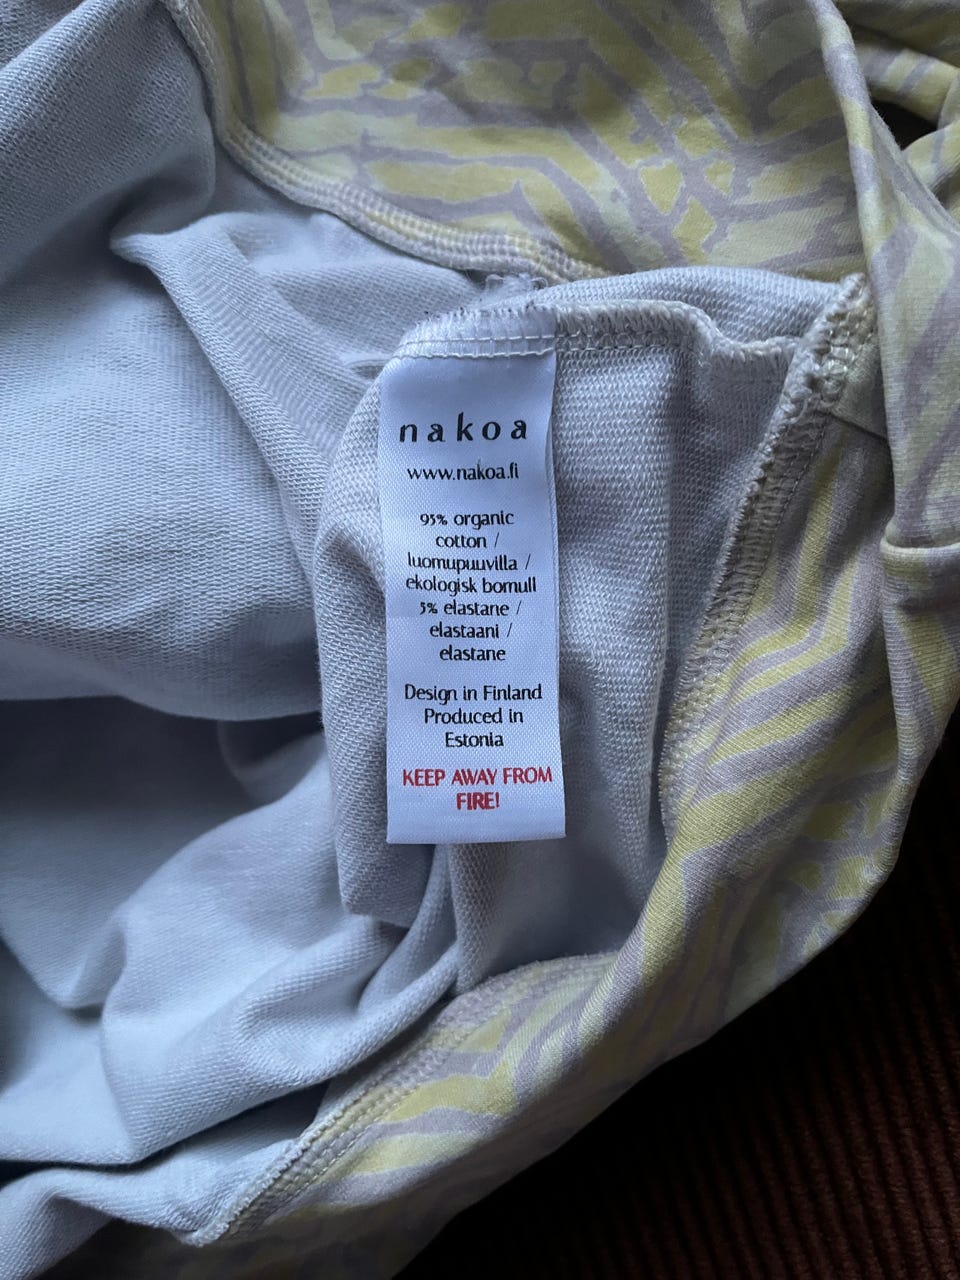 nakoa
www.nakoa.fi
95% organic
cotton /
luomupuuvilla /
ekologisk bomull
5% elastane /
elastaani /
elastane
Design in Finland
Produced in
Estonia
KEEP AWAY FROM
FIRE!